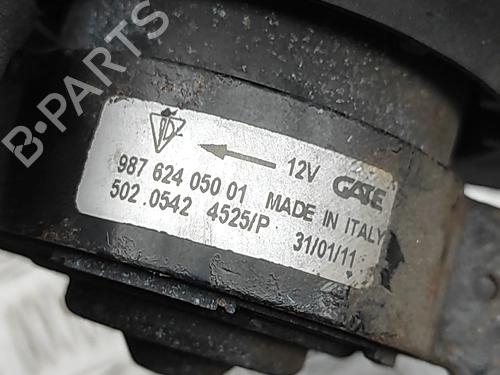 12V GATE
987 624 050 01 MADE IN ITALY
502 .0542 4525/P 31/01/11
B-PARTS